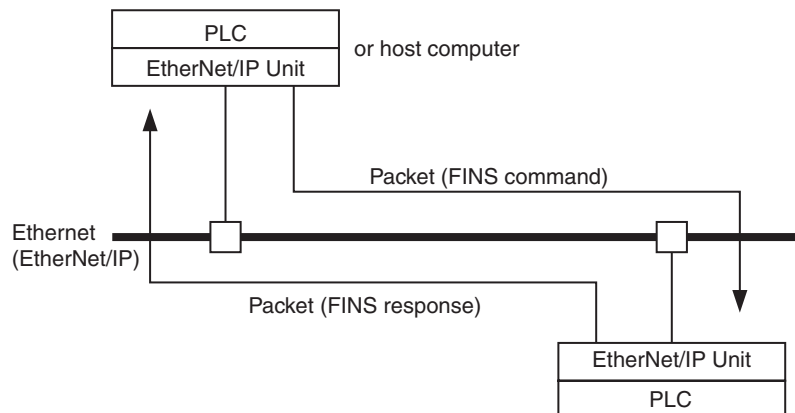 PLC
EtherNet/IP Unit
or host computer
Packet (FINS command)
Ethernet
(EtherNet/IP)
Packet (FINS response)
EtherNet/IP Unit
PLC